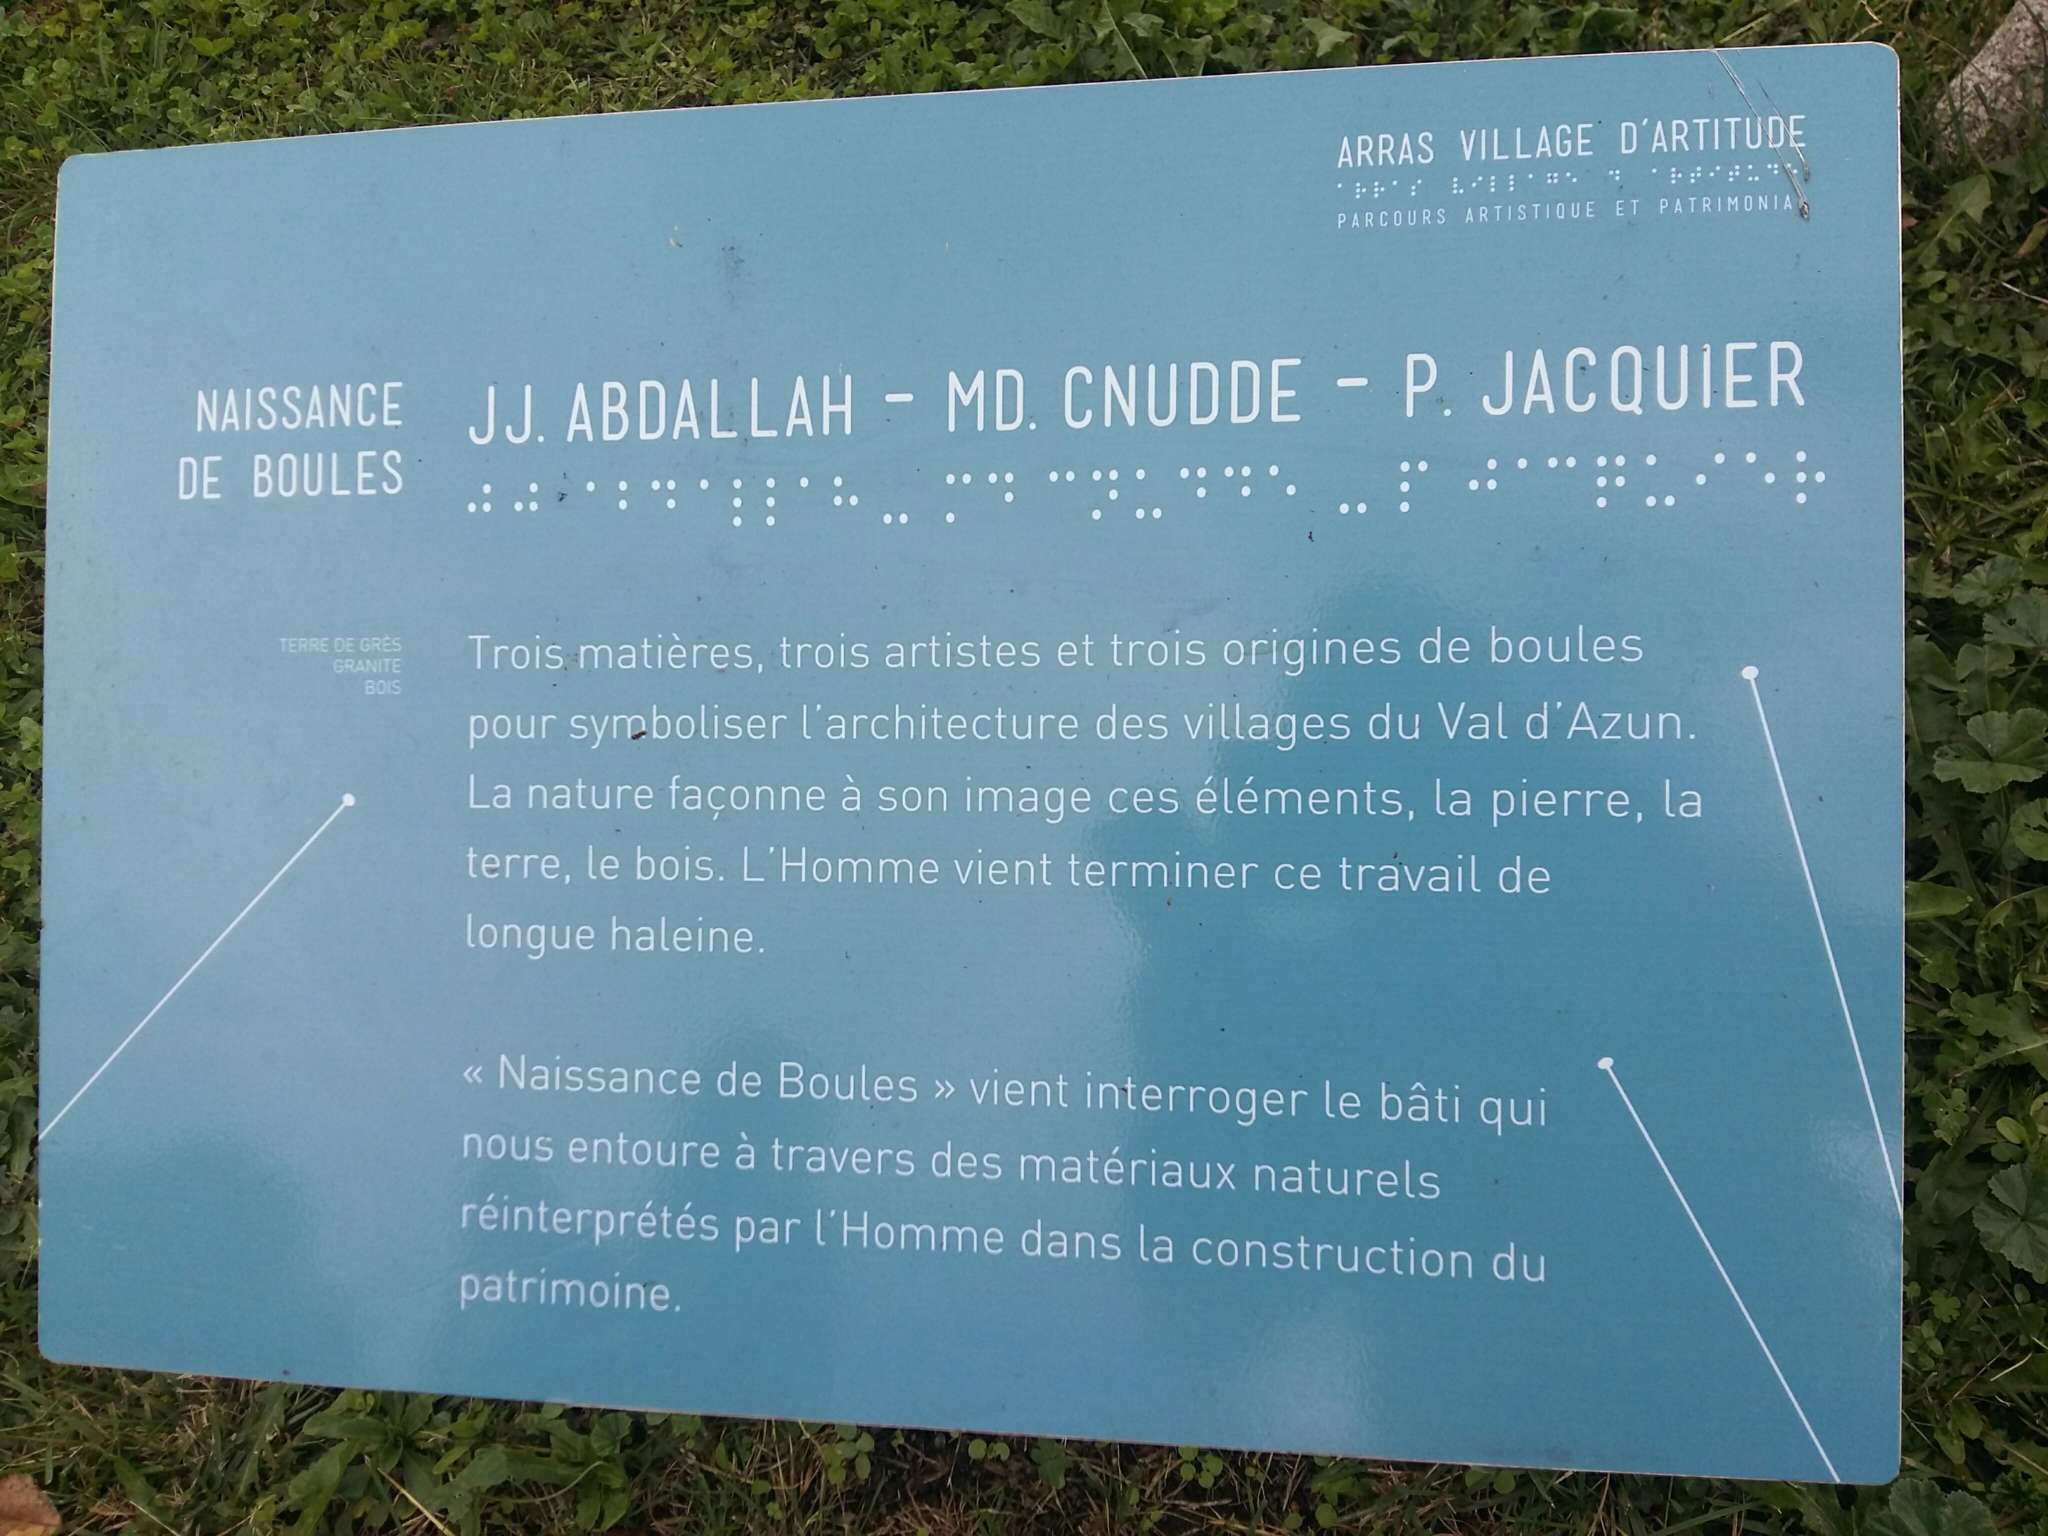 ARRAS VILLAGE D'ARTITUDE
⠁⠗⠗⠁⠎ ⠧⠊⠇⠇⠁⠛⠑ ⠙ ⠁⠗⠞⠊⠞⠥⠙⠑
PARCOURS ARTISTIQUE ET
NAISSANCE
DE BOULES
JJ. ABDALLAH - MD. CNUDDE - P. JACQUIER
TERRE DE GRÈS
GRANITE
BOIS
Trois matières, trois artistes et trois origines de boules
pour symboliser l'architecture des villages du Val d'Azun.
La nature façonne à son image ces éléments, la pierre, la
terre, le bois. L'Homme vient terminer ce travail de
longue haleine.
« Naissance de Boules » vient interroger le bâti qui
nous entoure à travers des matériaux naturels
réinterprétés par l'Homme dans la construction du
patrimoine.